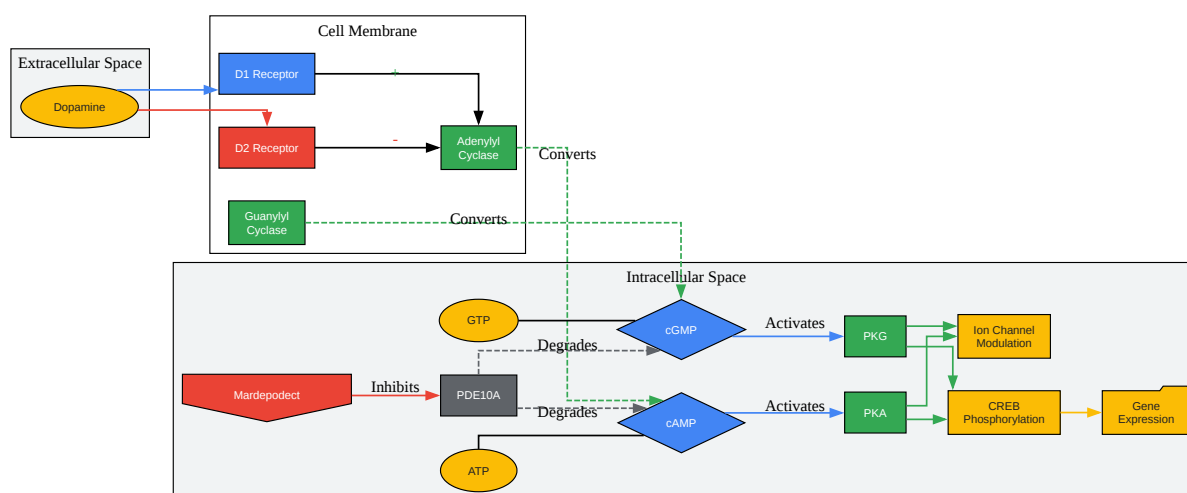 Cell Membrane
Extracellular Space
D1 Receptor
+
Dopamine
D2 Receptor
-
Adenylyl
Cyclase
Converts
Guanylyl
Cyclase
Converts
Intracellular Space
GTP
cGMP
Activates
PKG
Ion Channel
Modulation
Degrades
Mardepodect
Inhibits
PDE10A
Degrades
cAMP
Activates
PKA
CREB
Phosphorylation
Gene
Expression
ATP